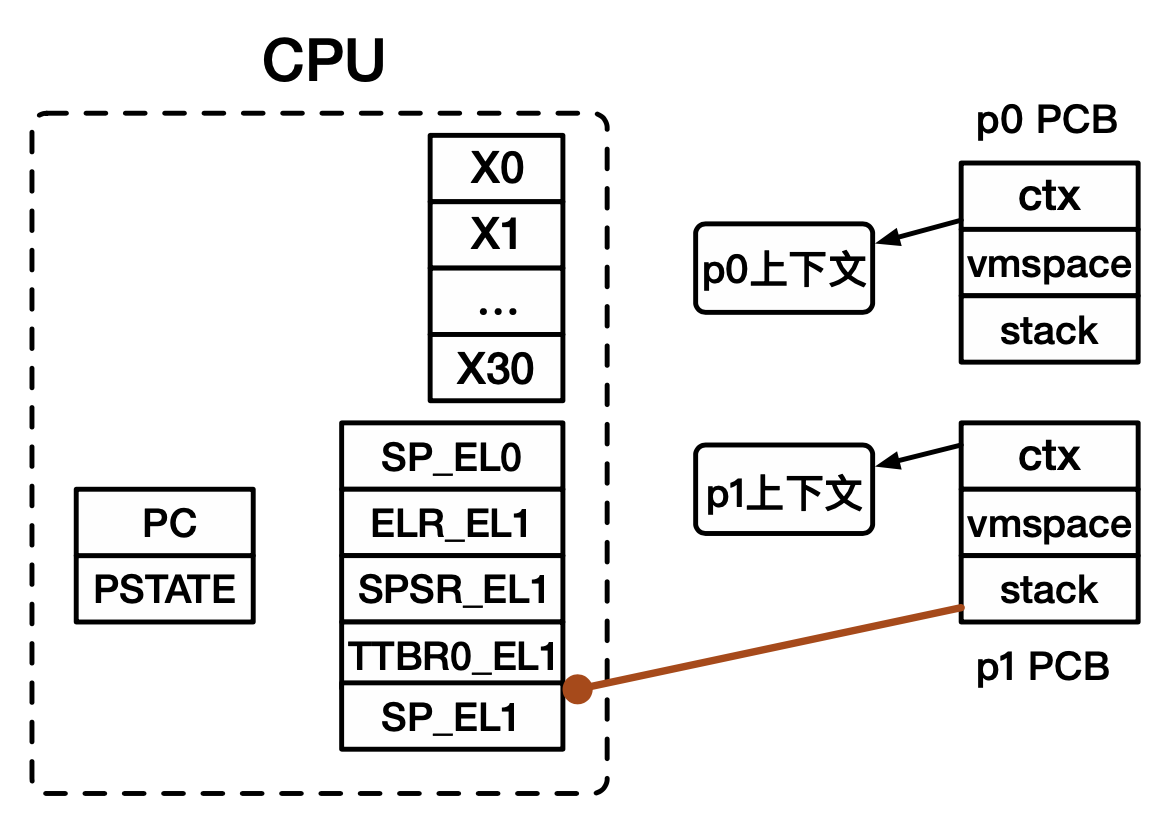 CPU
X0
X1
...
X30
SP_EL0
ELR_EL1
SPSR_EL1
TTBR0_EL1
SP_EL1
PC
PSTATE
p0 PCB
ctx
vmspace
stack
p0上下文
ctx
vmspace
stack
p1 PCB
p1上下文